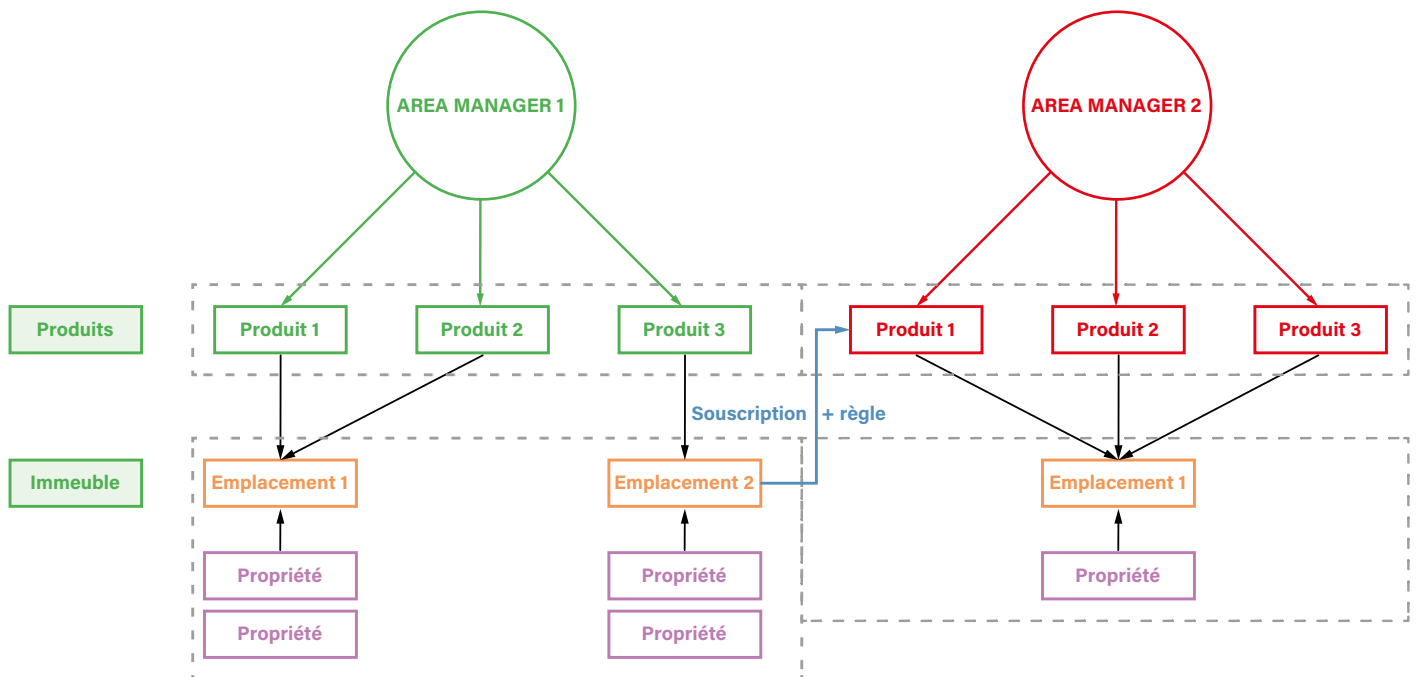 AREA MANAGER 1
AREA MANAGER 2
Produits
Produit 1
Produit 2
Produit 3
Produit 1
Produit 2
Produit 3
Souscription + règle
Immeuble
Emplacement 1
Emplacement 2
Emplacement 1
Propriété
Propriété
Propriété
Propriété
Propriété